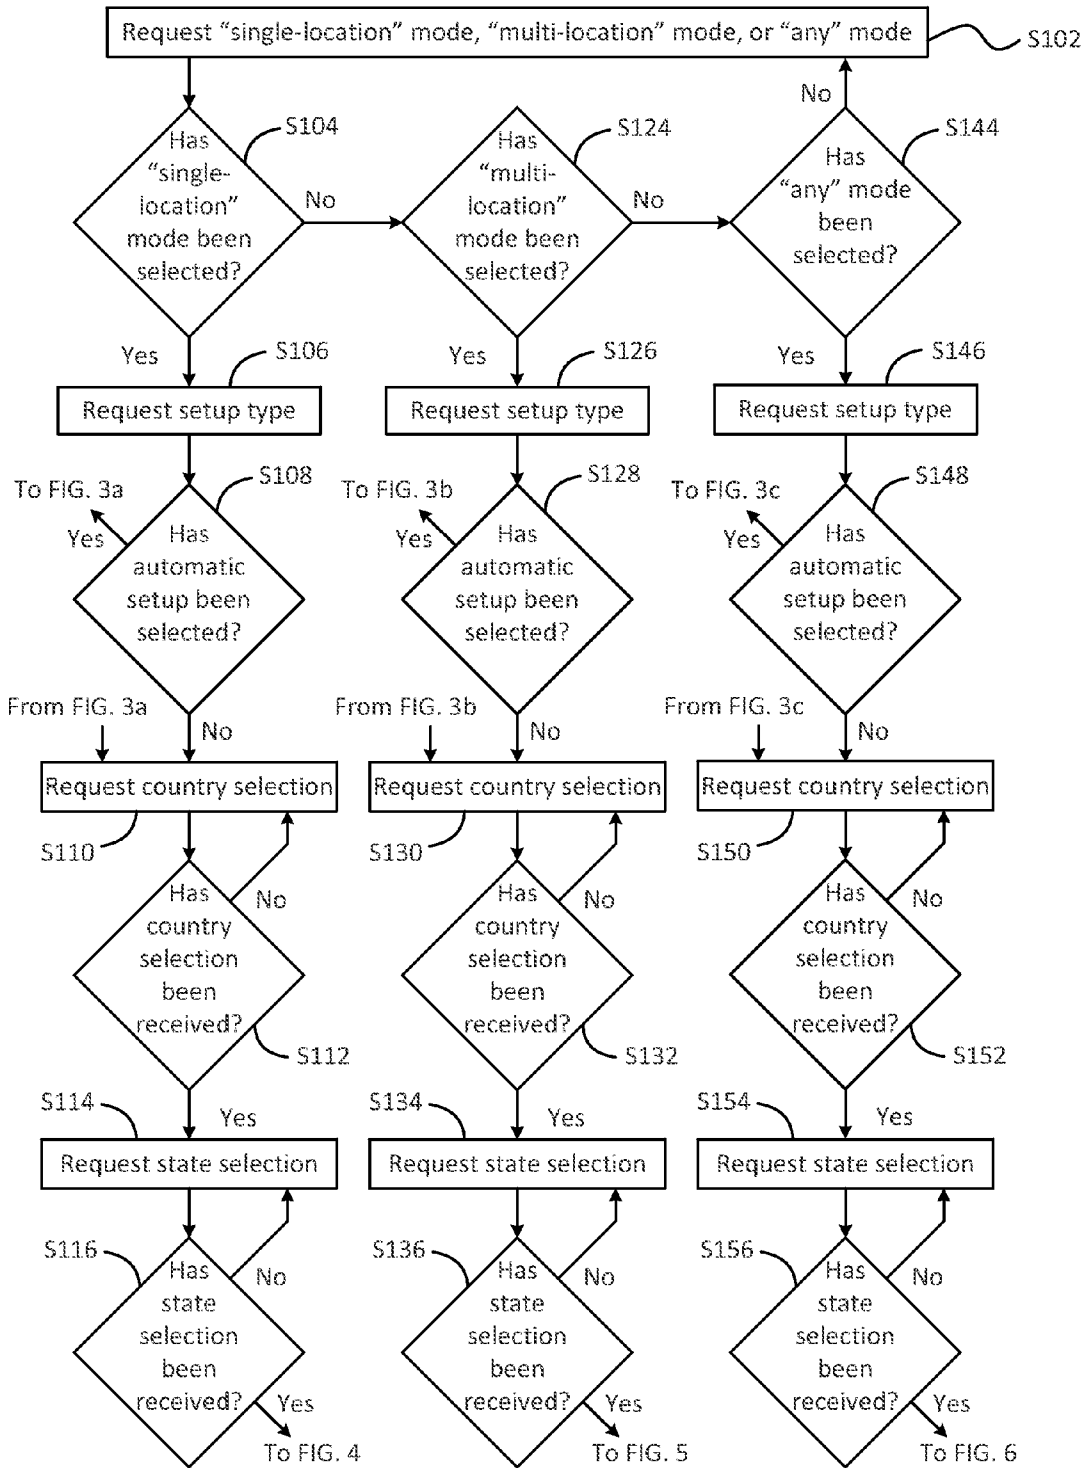 Request “single-location” mode, “multi-location” mode, or “any” mode
S102
No
S104
S124
S144
Has
“single-
location”
mode been
selected?
No
Has
“multi-
location”
mode been
selected?
No
Has
“any” mode
been
selected?
Yes
S106
Yes
S126
Yes
S146
Request setup type
Request setup type
Request setup type
To FIG. 3a
S108
To FIG. 3b
S128
To FIG. 3c
S148
Yes
Has
automatic
setup been
selected?
Yes
Has
automatic
setup been
selected?
Yes
Has
automatic
setup been
selected?
From FIG. 3a
No
From FIG. 3b
No
From FIG. 3c
No
Request country selection
Request country selection
Request country selection
S110
S130
S150
Has
country
selection
been
received?
No
Has
country
selection
been
received?
No
Has
country
selection
been
received?
No
S112
S132
S152
S114
Yes
S134
Yes
S154
Yes
Request state selection
Request state selection
Request state selection
S116
S136
S156
Has
state
selection
been
received?
No
Has
state
selection
been
received?
No
Has
state
selection
been
received?
No
Yes
Yes
Yes
To FIG. 4
To FIG. 5
To FIG. 6